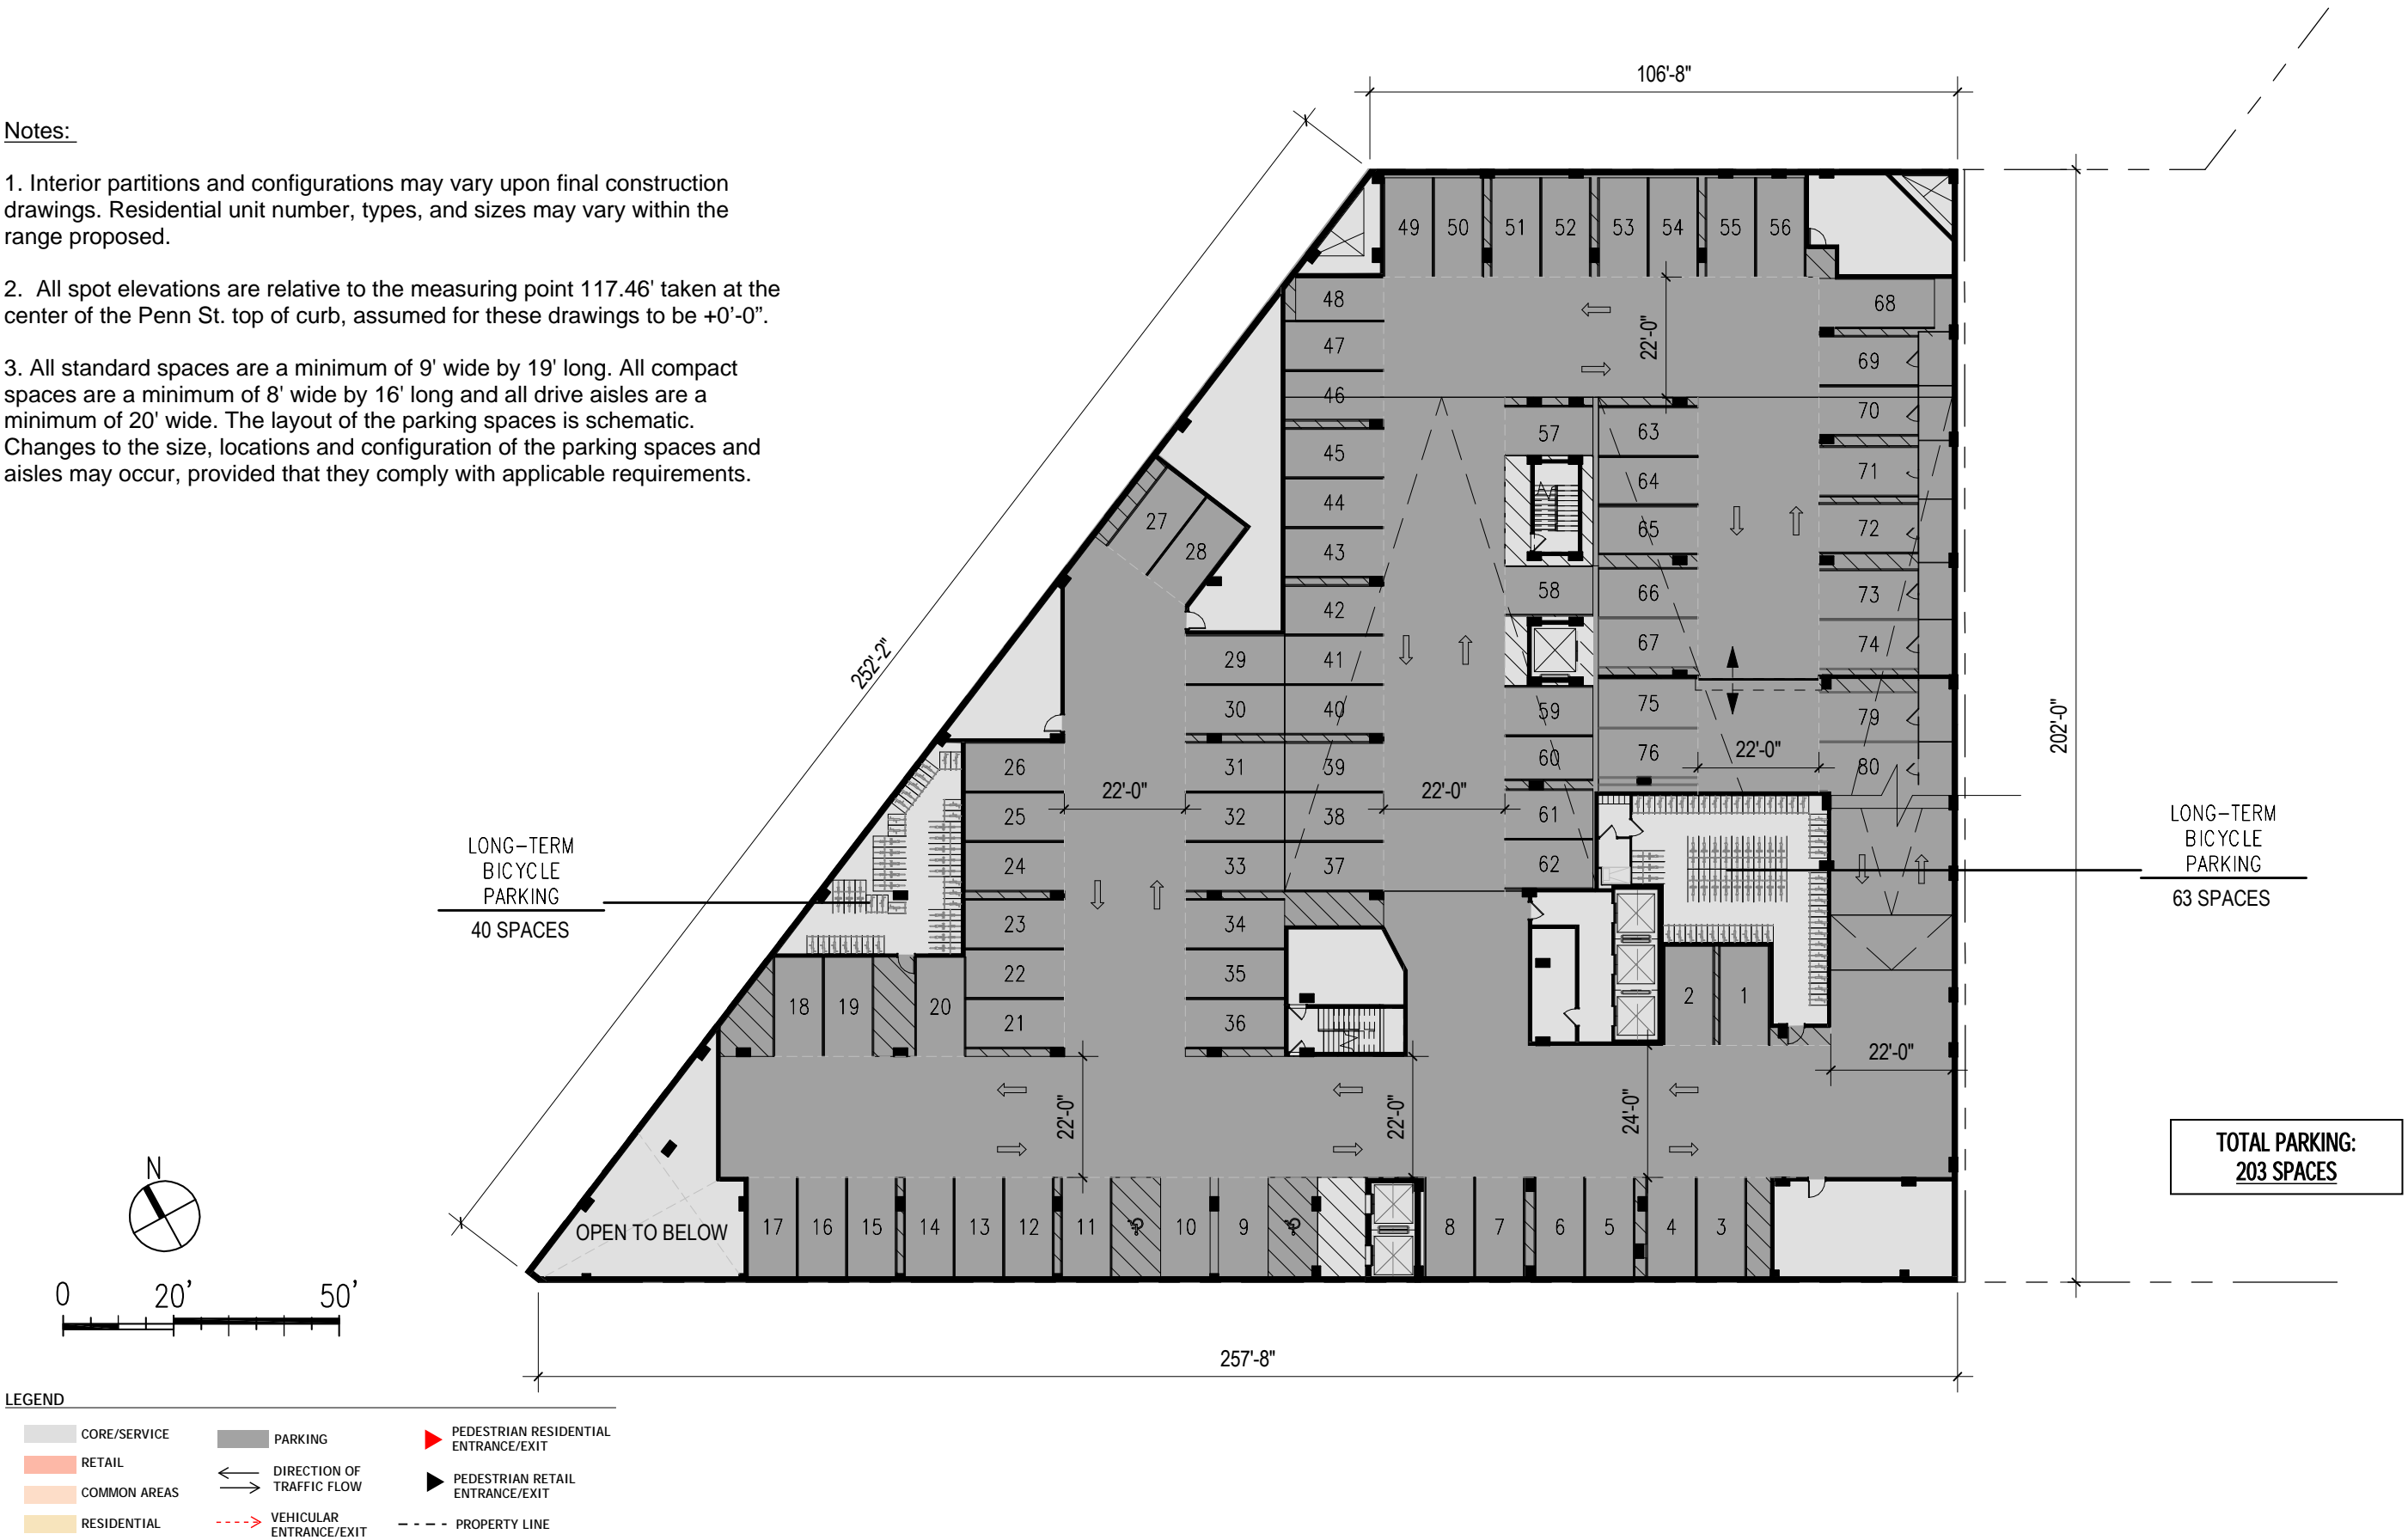 Notes:
1. Interior partitions and configurations may vary upon final construction
drawings. Residential unit number, types, and sizes may vary within the
range proposed.
2.  All spot elevations are relative to the measuring point 117.46' taken at the
center of the Penn St. top of curb, assumed for these drawings to be +0'-0”.
3. All standard spaces are a minimum of 9' wide by 19' long. All compact
spaces are a minimum of 8' wide by 16' long and all drive aisles are a
minimum of 20' wide. The layout of the parking spaces is schematic.
Changes to the size, locations and configuration of the parking spaces and
aisles may occur, provided that they comply with applicable requirements.
106'-8"
252'-2"
202'-0"
257'-8"
49 50 51 52 53 54 55 56
48
47
46
45
44
43
42
41
40
39
38
37
22'-0"
68
69
70
71
72
73
74
79
80
57
58
59
60
61
62
63
64
65
66
67
75
76
22'-0"
27
28
29
30
31
32
33
34
35
36
26
25
24
23
22
21
22'-0"
22'-0"
18 19 20
2 1
22'-0"
22'-0"
22'-0"
24'-0"
17 16 15 14 13 12 11 10 9 8 7 6 5 4 3
OPEN TO BELOW
LONG-TERM
BICYCLE
PARKING
40 SPACES
LONG-TERM
BICYCLE
PARKING
63 SPACES
TOTAL PARKING:
203 SPACES
N
0 20' 50'
LEGEND
CORE/SERVICE
RETAIL
COMMON AREAS
RESIDENTIAL
PARKING
DIRECTION OF
TRAFFIC FLOW
VEHICULAR
ENTRANCE/EXIT
PEDESTRIAN RESIDENTIAL
ENTRANCE/EXIT
PEDESTRIAN RETAIL
ENTRANCE/EXIT
PROPERTY LINE